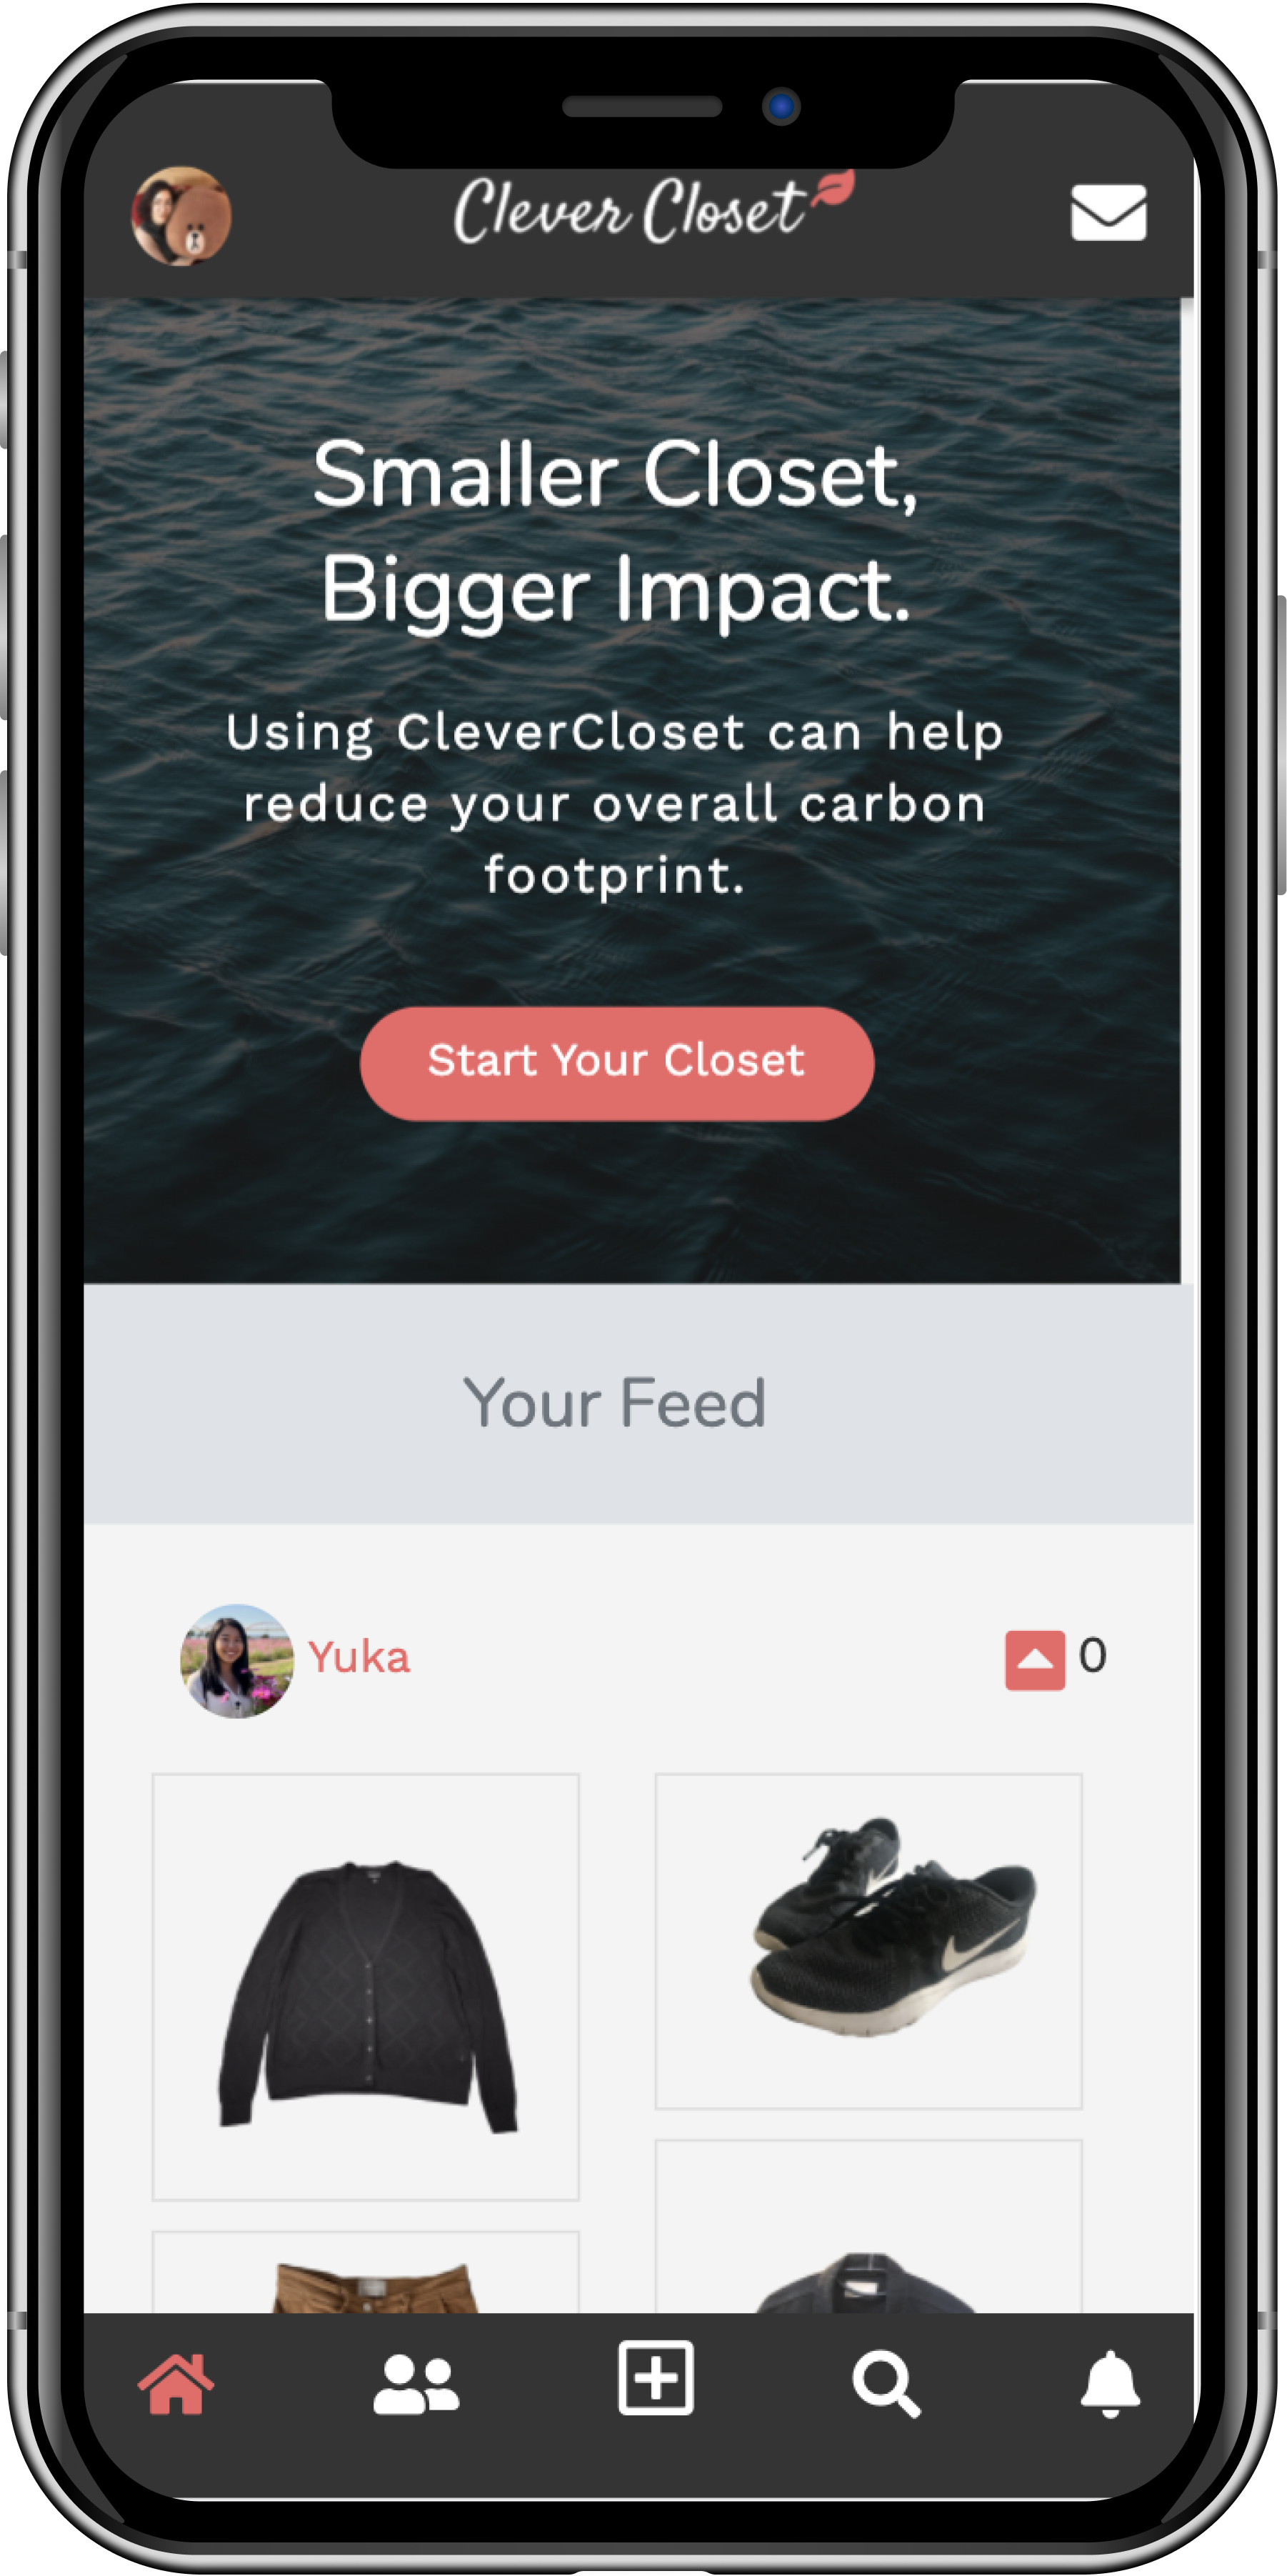 Clever Closet
Smaller Closet,
Bigger Impact.
Using CleverCloset can help
reduce your overall carbon
footprint.
Start Your Closet
Your Feed
Yuka
0